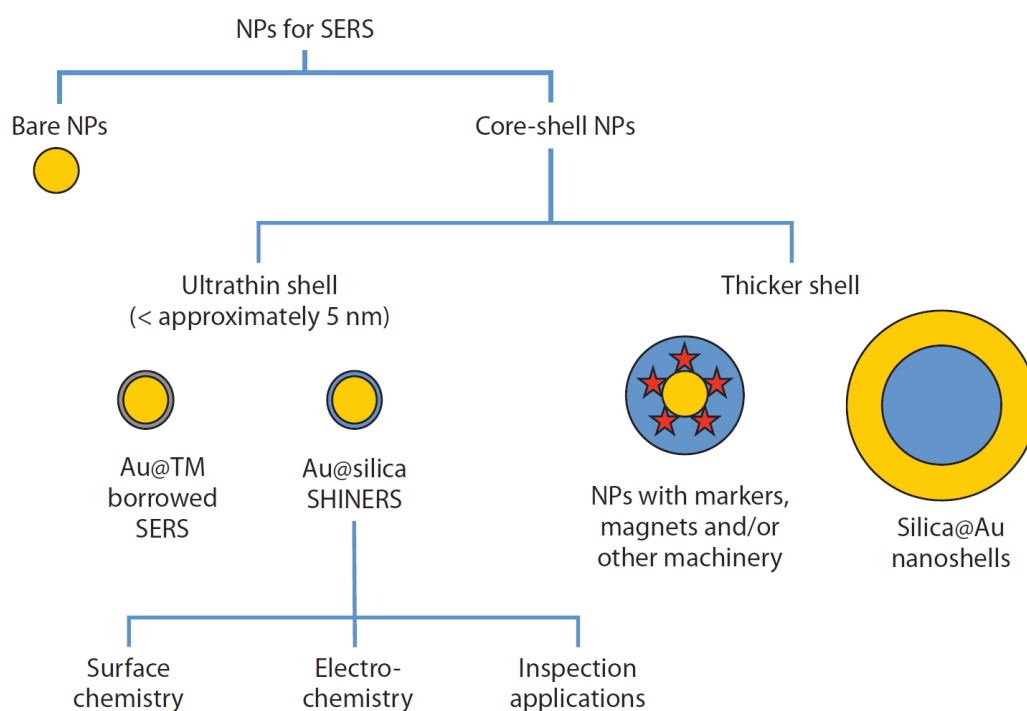 NPs for SERS
Bare NPs
Core-shell NPs
Ultrathin shell
(< approximately 5 nm)
Thicker shell
Au@TM
borrowed
SERS
Au@silica
SHINERS
NPs with markers,
magnets and/or
other machinery
Silica@Au
nanoshells
Surface
chemistry
Electro-
chemistry
Inspection
applications